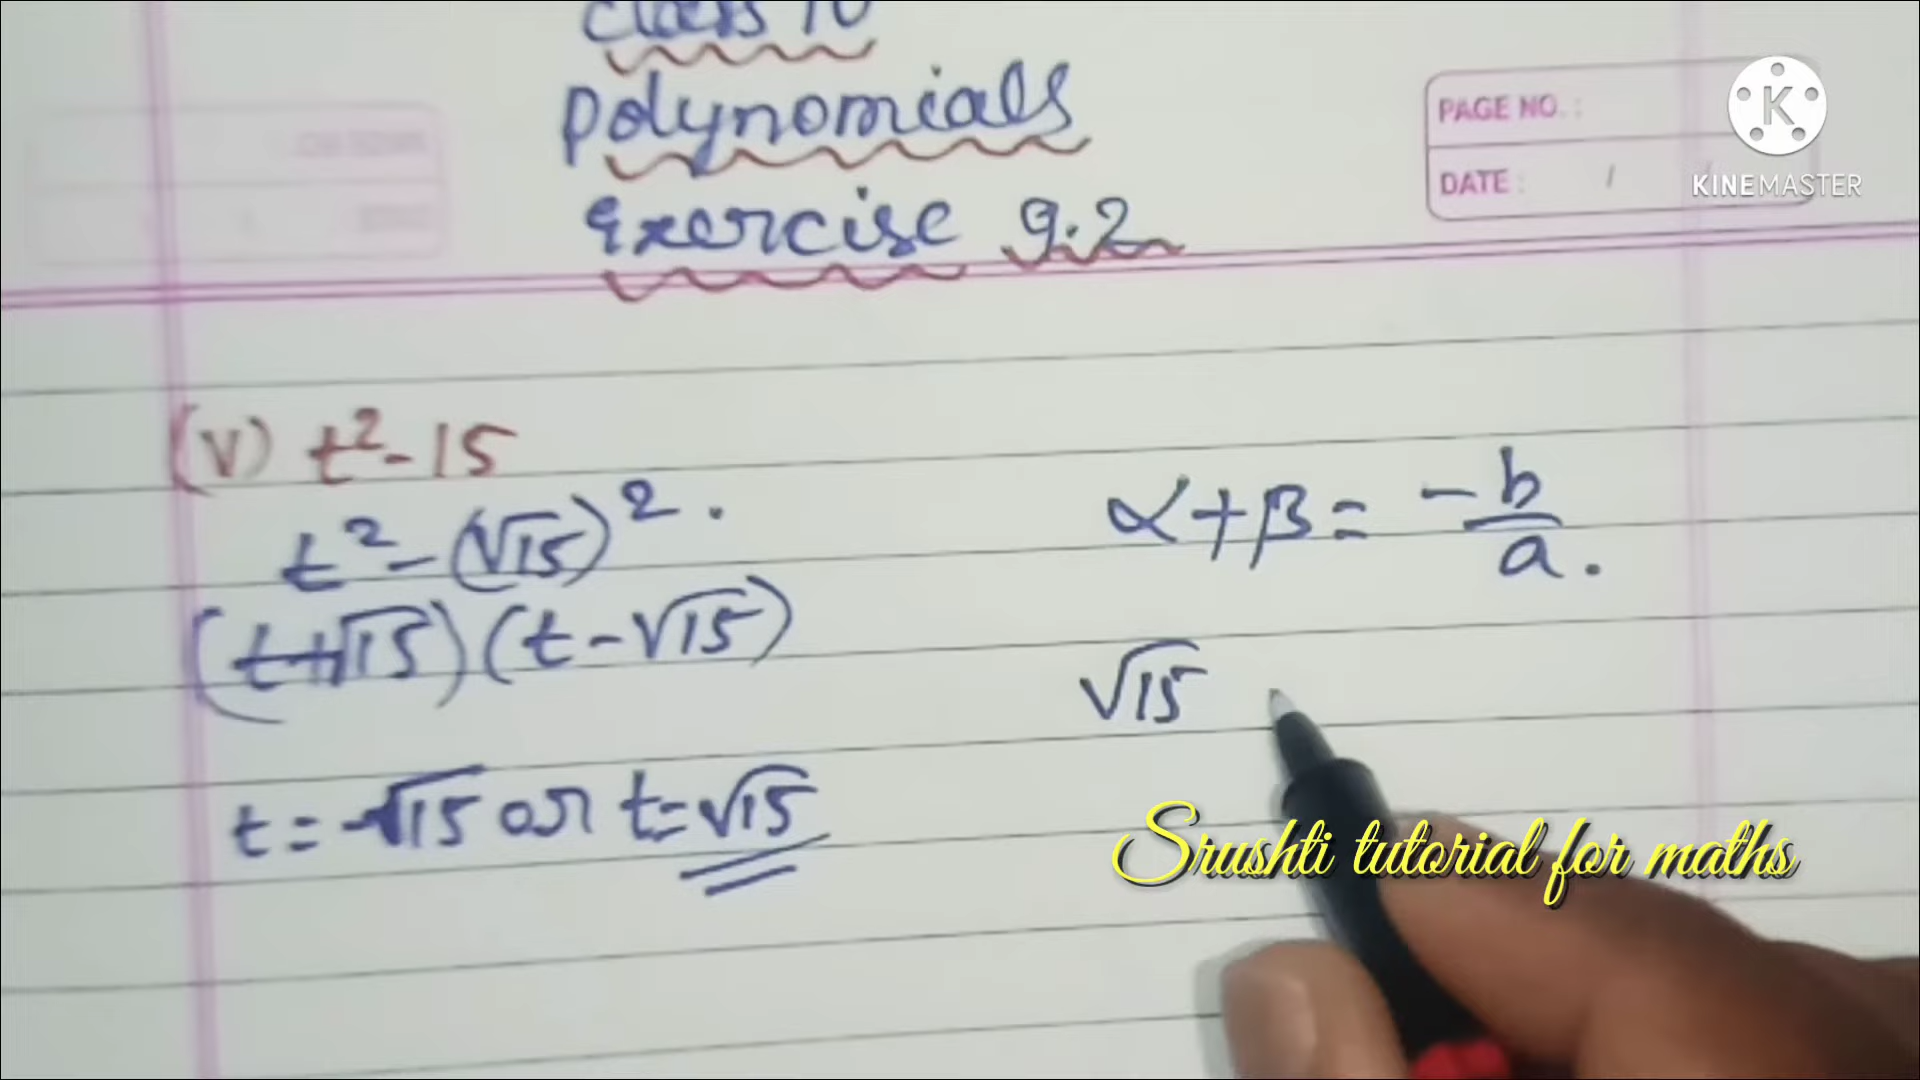 Class 10
Polynomials
Exercise 9.2
PAGE NO. :
DATE : /
K
KINEMASTER
(V) t²-15
t²-(√15)².
(t+√15)(t-√15)
t=-√15 or t=√15
α+β= -b/a.
√15
Srushti tutorial for maths